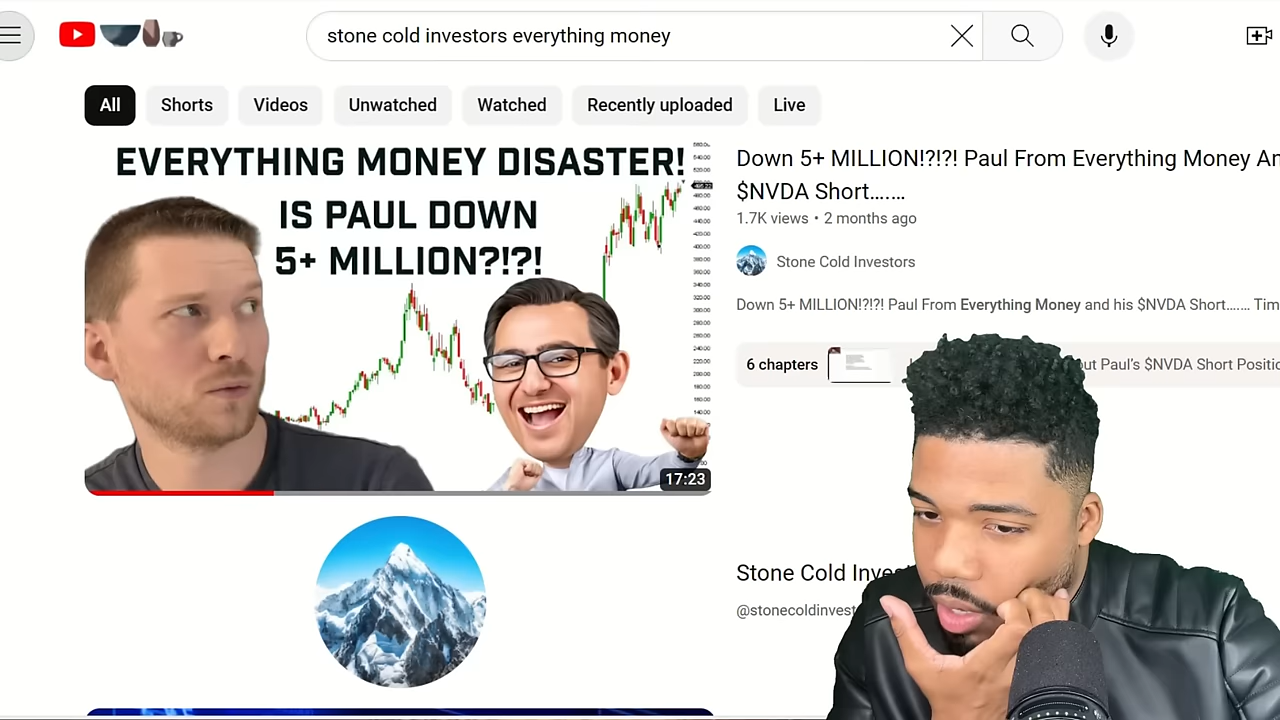 stone cold investors everything money
All
Shorts
Videos
Unwatched
Watched
Recently uploaded
Live
EVERYTHING MONEY DISASTER!
IS PAUL DOWN
5+ MILLION?!?!
17:23
Down 5+ MILLION!?!?! Paul From Everything Money An
$NVDA Short…....
1.7K views • 2 months ago
Stone Cold Investors
Down 5+ MILLION!?!?! Paul From Everything Money and his $NVDA Short....... Tim
6 chapters
out Paul's $NVDA Short Positio
Stone Cold Inves
@stonecoldinvest